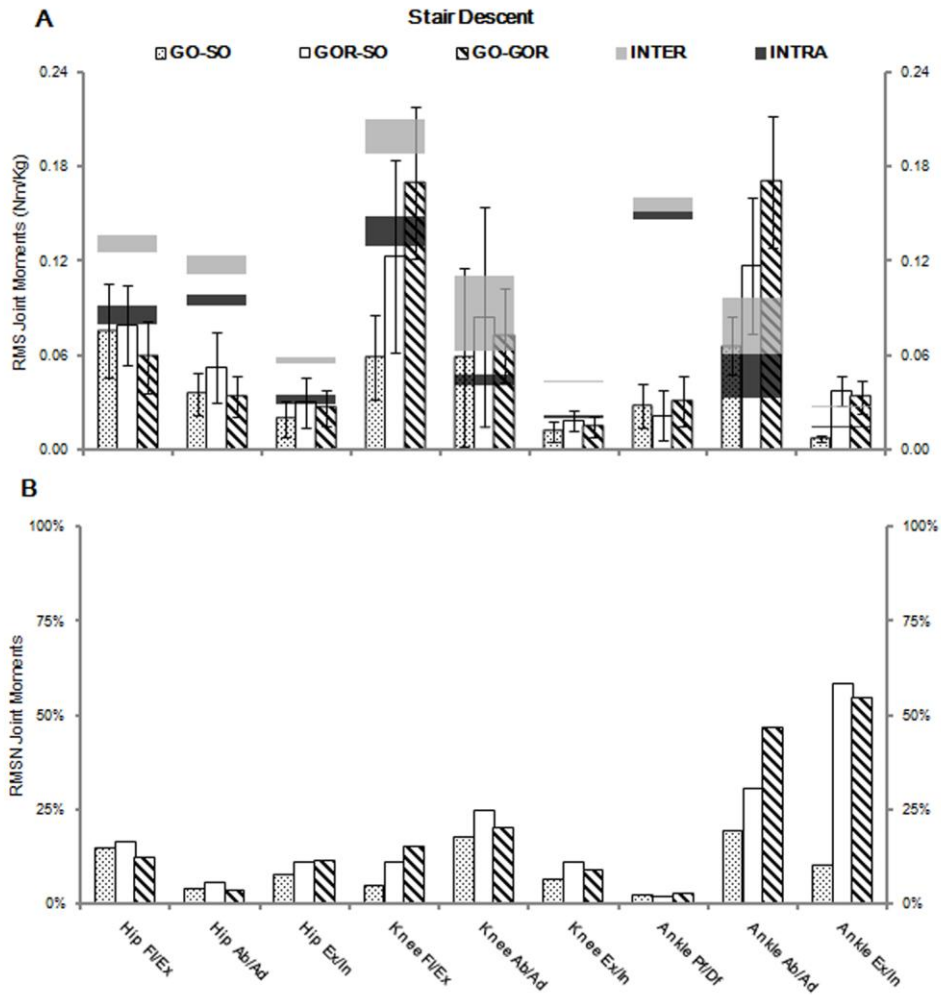 A
Stair Descent
GO-SO GOR-SO GO-GOR INTER INTRA
RMS Joint Moments (Nm/Kg)
0.24 0.24
0.18 0.18
0.12 0.12
0.06 0.06
0.00 0.00
B
RMSN Joint Moments
100% 100%
75% 75%
50% 50%
25% 25%
0% 0%
Hip Fl/Ex
Hip Ab/Ad
Hip Ex/In
Knee Fl/Ex
Knee Ab/Ad
Knee Ex/In
Ankle Pf/Df
Ankle Ab/Ad
Ankle Ex/In